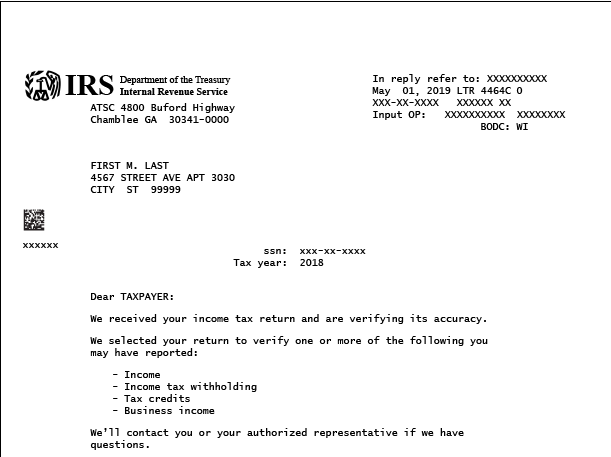 IRS Department of the Treasury
Internal Revenue Service
ATSC 4800 Buford Highway
Chamblee GA 30341-0000
In reply refer to: XXXXXXXXXX
May 01, 2019 LTR 4464C 0
XXX-XX-XXXX XXXXXX XX
Input OP: XXXXXXXXXX XXXXXXXX
BODC: WI
FIRST M. LAST
4567 STREET AVE APT 3030
CITY ST 99999
xxxxxx
ssn: xxx-xx-xxxx
Tax year: 2018
Dear TAXPAYER:
We received your income tax return and are verifying its accuracy.
We selected your return to verify one or more of the following you
may have reported:
- Income
- Income tax withholding
- Tax credits
- Business income
We'll contact you or your authorized representative if we have
questions.